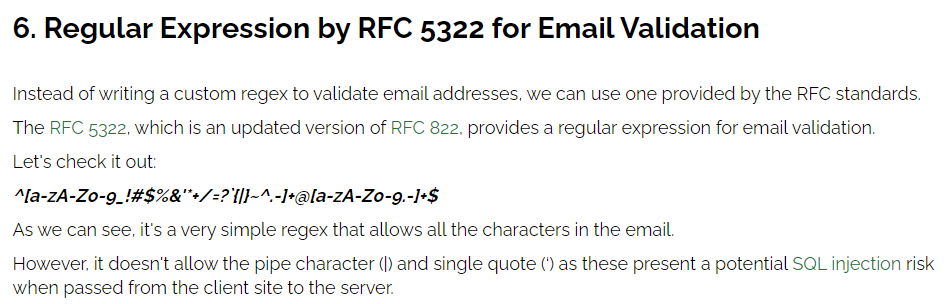 6. Regular Expression by RFC 5322 for Email Validation
Instead of writing a custom regex to validate email addresses, we can use one provided by the RFC standards.
The RFC 5322, which is an updated version of RFC 822, provides a regular expression for email validation.
Let's check it out:
^[a-zA-Z0-9_!#$%&'*+/=?`{|}~^.-]+@[a-zA-Z0-9.-]+$
As we can see, it's a very simple regex that allows all the characters in the email.
However, it doesn't allow the pipe character (|) and single quote (‘) as these present a potential SQL injection risk
when passed from the client site to the server.